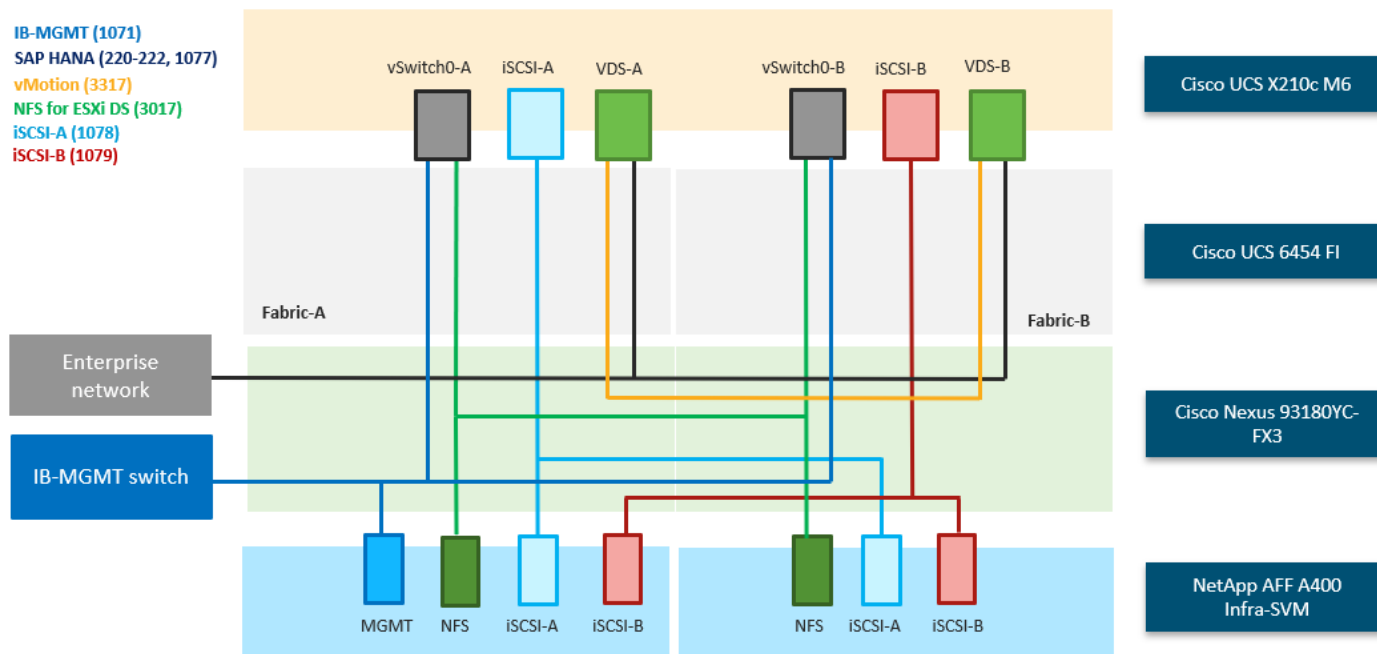 IB-MGMT (1071)
SAP HANA (220-222, 1077)
vMotion (3317)
NFS for ESXi DS (3017)
iSCSI-A (1078)
iSCSI-B (1079)
vSwitch0-A
iSCSI-A
VDS-A
vSwitch0-B
iSCSI-B
VDS-B
Cisco UCS X210c M6
Cisco UCS 6454 FI
Fabric-A
Fabric-B
Enterprise
network
Cisco Nexus 93180YC-
FX3
IB-MGMT switch
NetApp AFF A400
Infra-SVM
MGMT
NFS
iSCSI-A
iSCSI-B
NFS
iSCSI-A
iSCSI-B